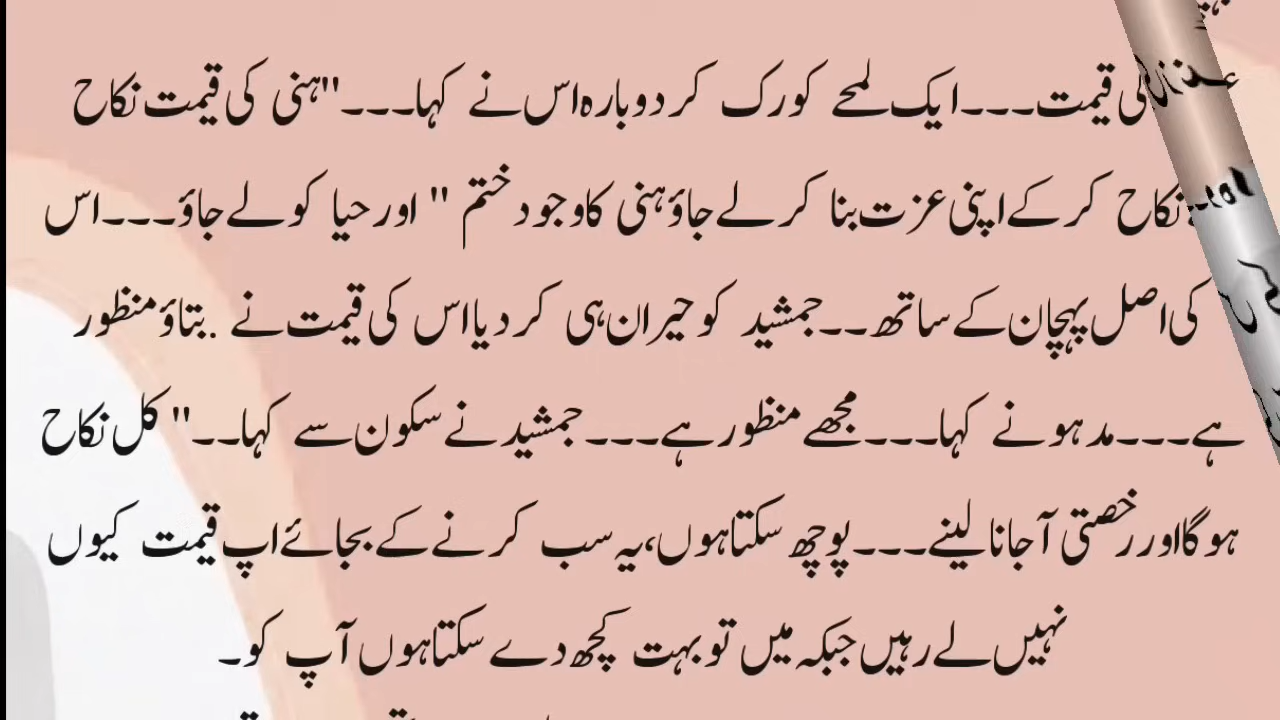 کی قیمت۔۔۔ایک لمحے کو رک کر دوبارہ اس نے کہا۔۔۔"ہنی کی قیمت نکاح
نکاح کر کے اپنی عزت بنا کر لے جاؤ ہنی کا وجود ختم " اور حیا کو لے جاؤ۔۔۔اس
کی اصل پہچان کے ساتھ۔۔جمشید کو حیران ہی کر دیا اس کی قیمت نے .بتاؤ منظور
ہے۔۔۔مدہو نے کہا۔۔۔مجھے منظور ہے۔۔۔جمشید نے سکون سے کہا۔۔" کل نکاح
ہو گا اور رخصتی آ جانا لینے۔۔۔پوچھ سکتا ہوں،یہ سب کرنے کے بجائے اپ قیمت کیوں
نہیں لے رہیں جبکہ میں تو بہت کچھ دے سکتا ہوں آپ کو۔